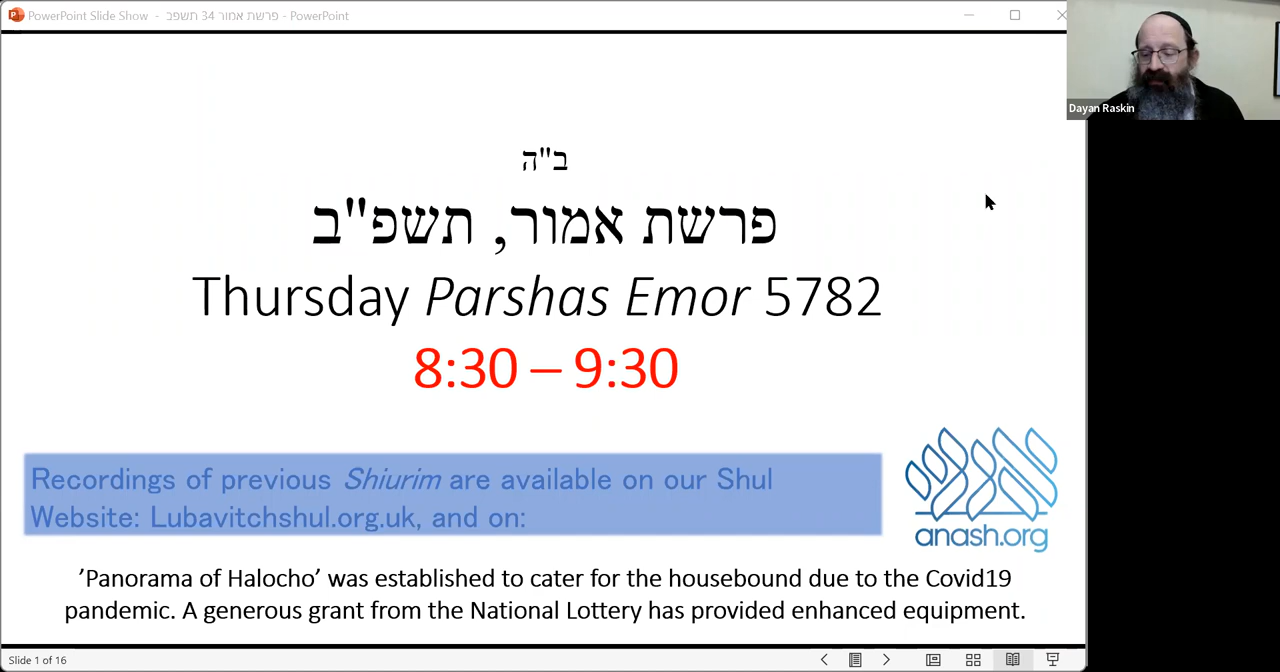 PowerPoint Slide Show - פרשת אמור 34 תשפב - PowerPoint
Dayan Raskin
ב"ה
פרשת אמור, תשפ"ב
Thursday Parshas Emor 5782
8:30 – 9:30
Recordings of previous Shiurim are available on our Shul
Website: Lubavitchshul.org.uk, and on:
anash.org
’Panorama of Halocho’ was established to cater for the housebound due to the Covid19
pandemic. A generous grant from the National Lottery has provided enhanced equipment.
Slide 1 of 16